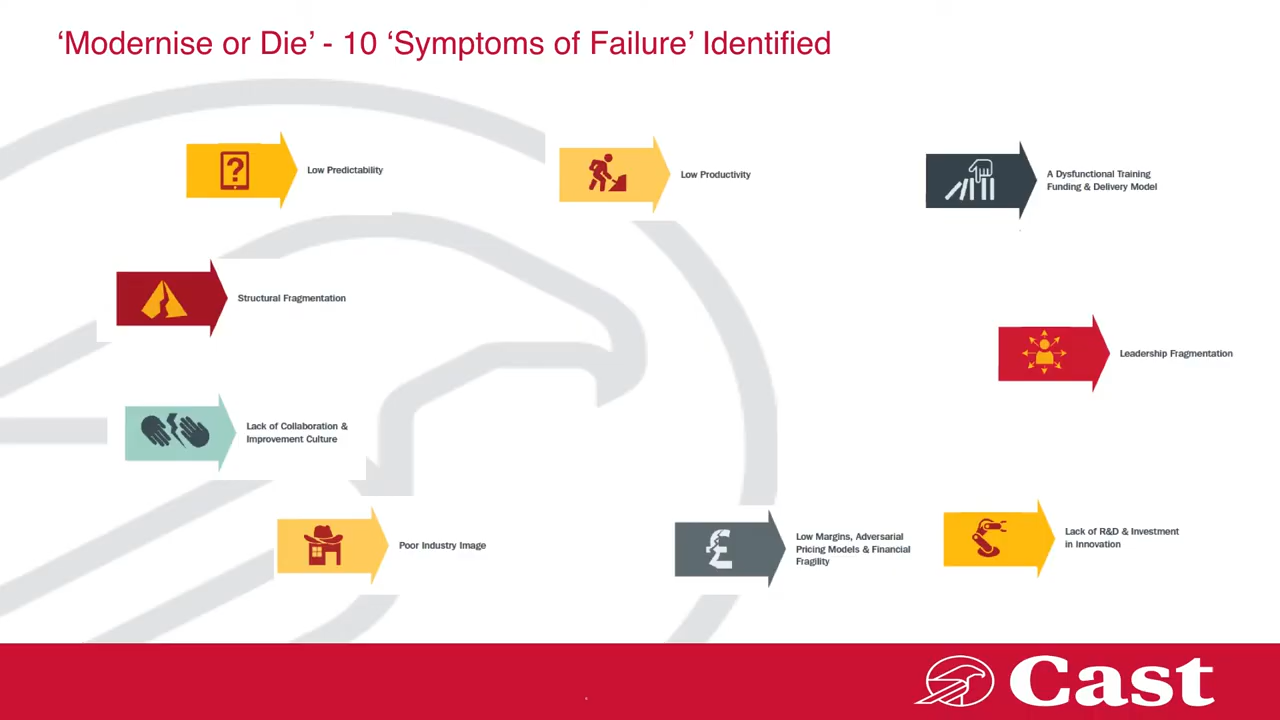 ‘Modernise or Die’ - 10 ‘Symptoms of Failure’ Identified
?
Low Predictability
Low Productivity
A Dysfunctional Training
Funding & Delivery Model
Structural Fragmentation
Leadership Fragmentation
Lack of Collaboration &
Improvement Culture
Poor Industry Image
£
Low Margins, Adversarial
Pricing Models & Financial
Fragility
Lack of R&D & Investment
in Innovation
Cast